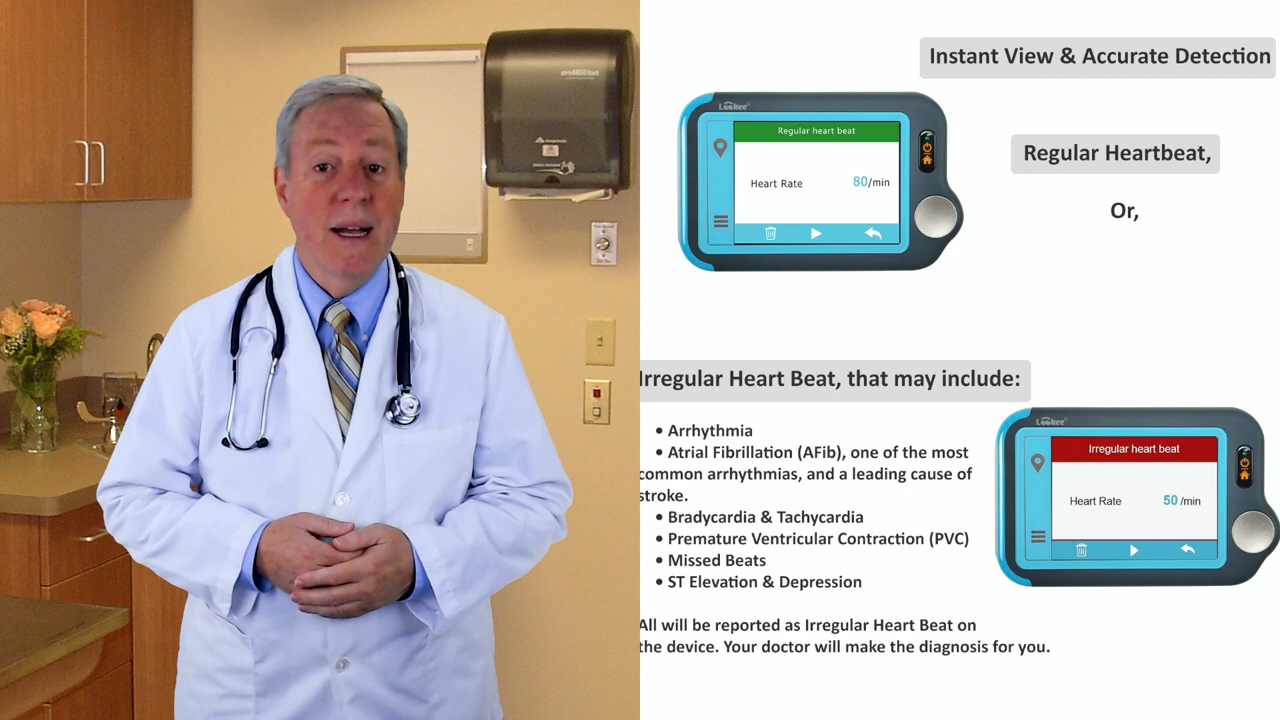 enMotion
Instant View & Accurate Detection
Lookee
Regular heart beat
Heart Rate 80/min
Regular Heartbeat,
Or,
Irregular Heart Beat, that may include:
• Arrhythmia
• Atrial Fibrillation (AFib), one of the most
common arrhythmias, and a leading cause of
stroke.
• Bradycardia & Tachycardia
• Premature Ventricular Contraction (PVC)
• Missed Beats
• ST Elevation & Depression
Lookee
Irregular heart beat
Heart Rate 50 /min
All will be reported as Irregular Heart Beat on
the device. Your doctor will make the diagnosis for you.